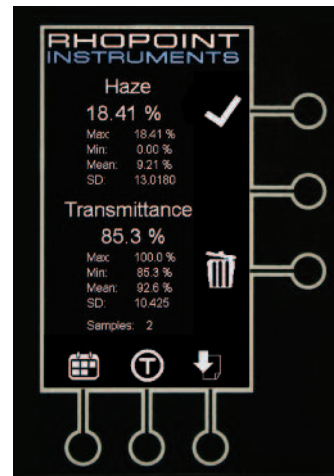 RHOPOINT
INSTRUMENTS
Haze
18.41 %
Max: 18.41 %
Min: 0.00 %
Mean: 9.21 %
SD: 13.0180
Transmittance
85.3 %
Max: 100.0 %
Min: 85.3 %
Mean: 92.6 %
SD: 10.425
Samples: 2
T